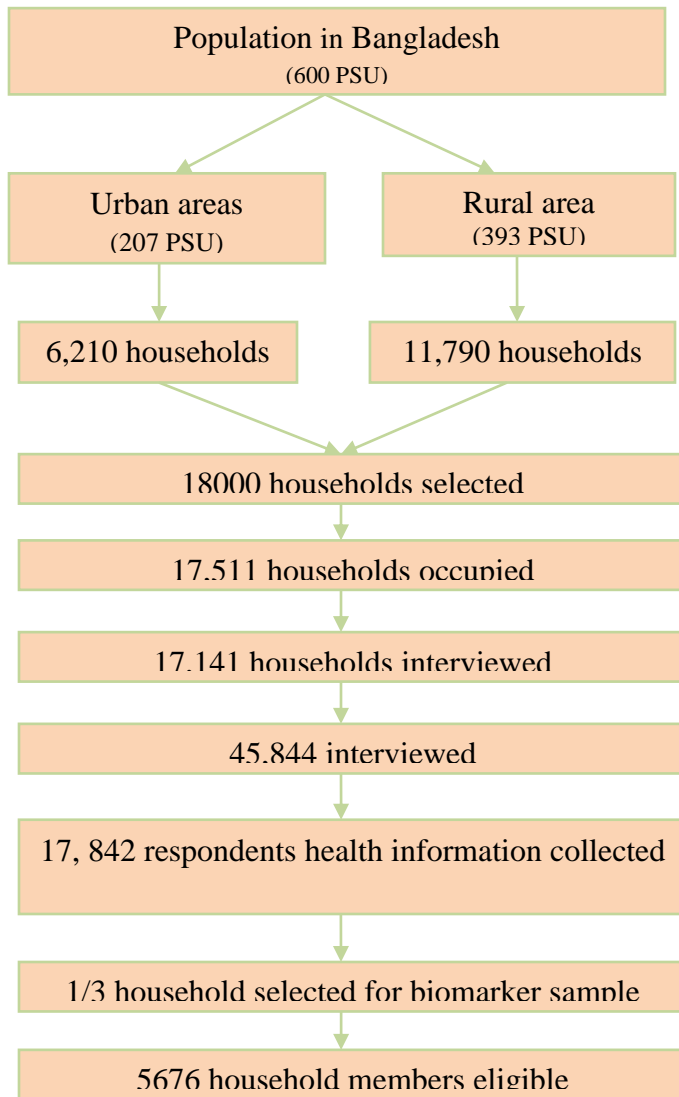 Population in Bangladesh
(600 PSU)
Urban areas
(207 PSU)
Rural area
(393 PSU)
6,210 households
11,790 households
18000 households selected
17,511 households occupied
17,141 households interviewed
45,844 interviewed
17, 842 respondents health information collected
1/3 household selected for biomarker sample
5676 household members eligible